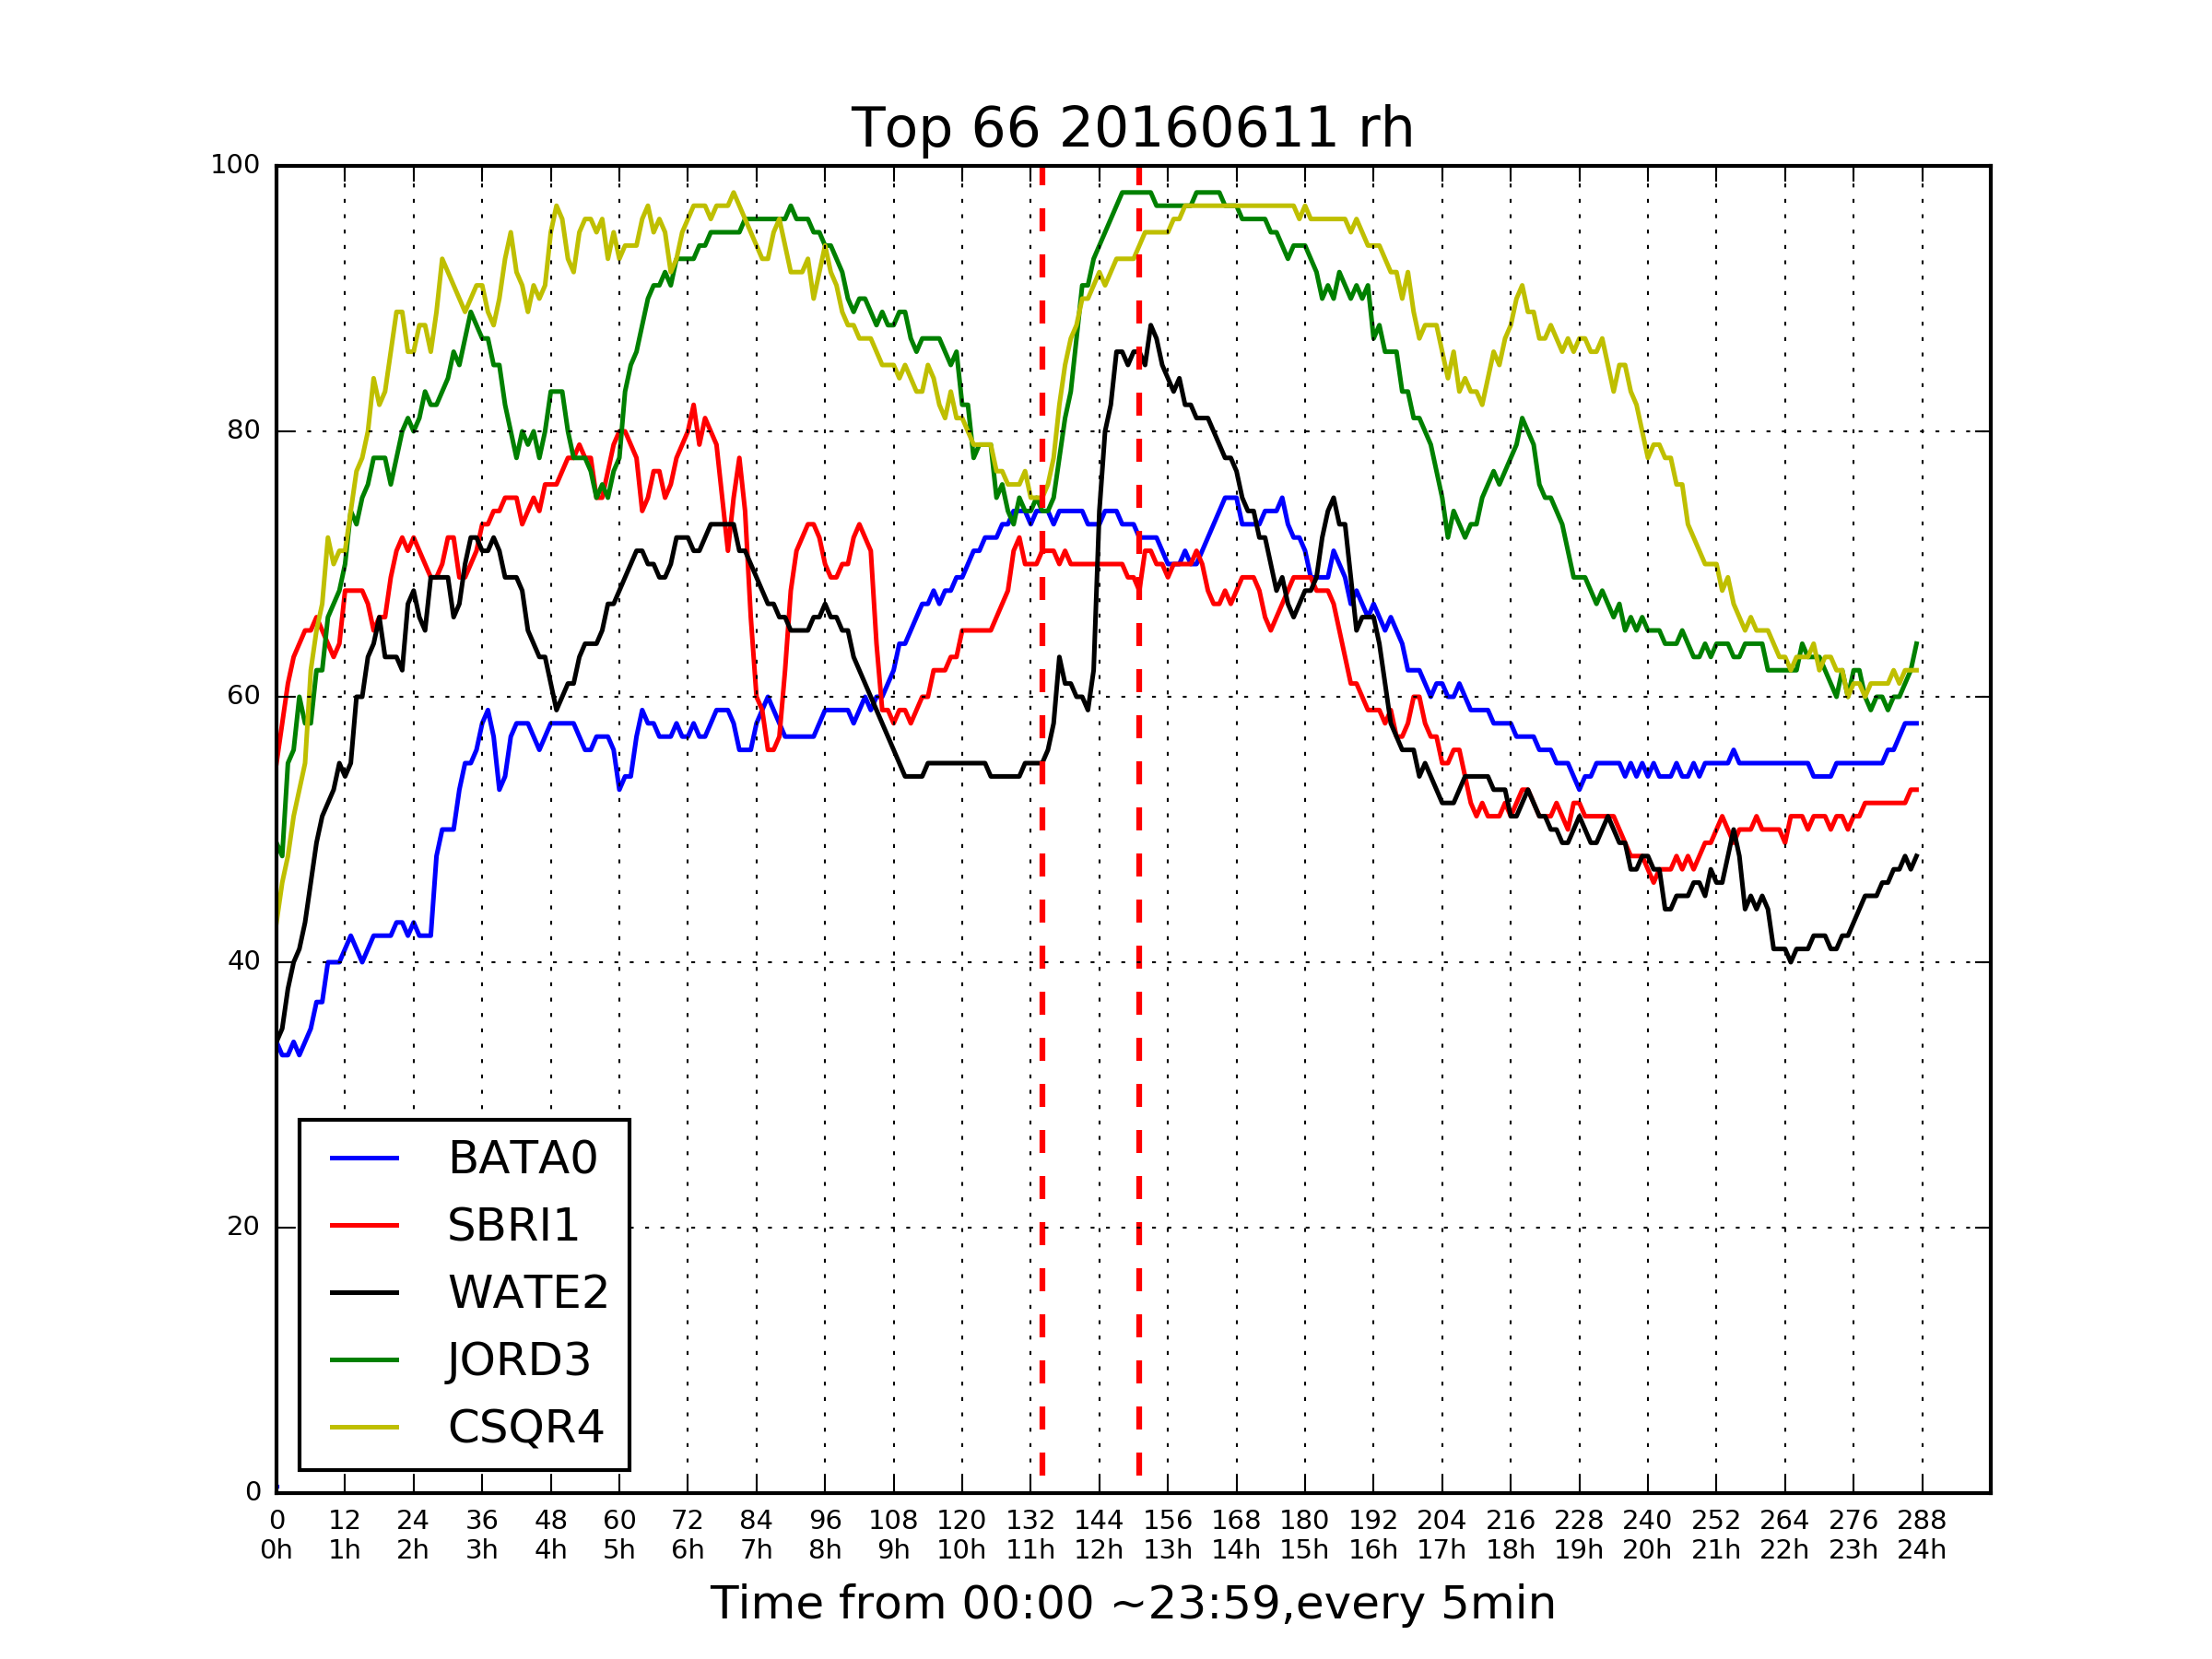 Top 66 20160611 rh
100
80
60
40
20
0
BATA0
SBRI1
WATE2
JORD3
CSQR4
0 12 24 36 48 60 72 84 96 108 120 132 144 156 168 180 192 204 216 228 240 252 264 276 288
0h 1h 2h 3h 4h 5h 6h 7h 8h 9h 10h 11h 12h 13h 14h 15h 16h 17h 18h 19h 20h 21h 22h 23h 24h
Time from 00:00 ~23:59,every 5min